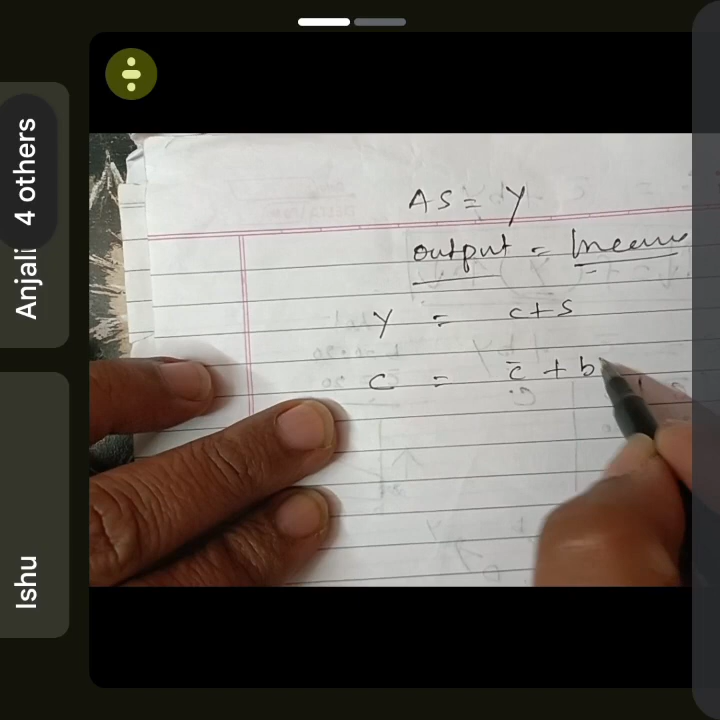 Anjali 4 others
Ishu
AS = Y
output = Income
Y = C+S
C = c̄ + b